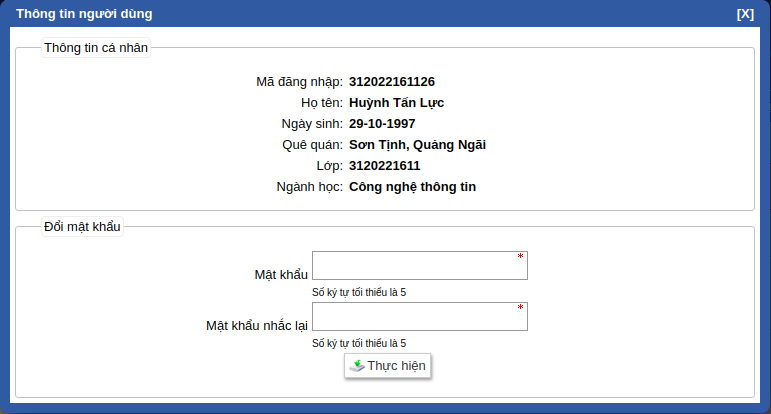 Thông tin người dùng [X]
Thông tin cá nhân
Mã đăng nhập: 312022161126
Họ tên: Huỳnh Tấn Lực
Ngày sinh: 29-10-1997
Quê quán: Sơn Tịnh, Quảng Ngãi
Lớp: 3120221611
Ngành học: Công nghệ thông tin
Đổi mật khẩu
Mật khẩu *
Số ký tự tối thiểu là 5
Mật khẩu nhắc lại *
Số ký tự tối thiểu là 5
Thực hiện